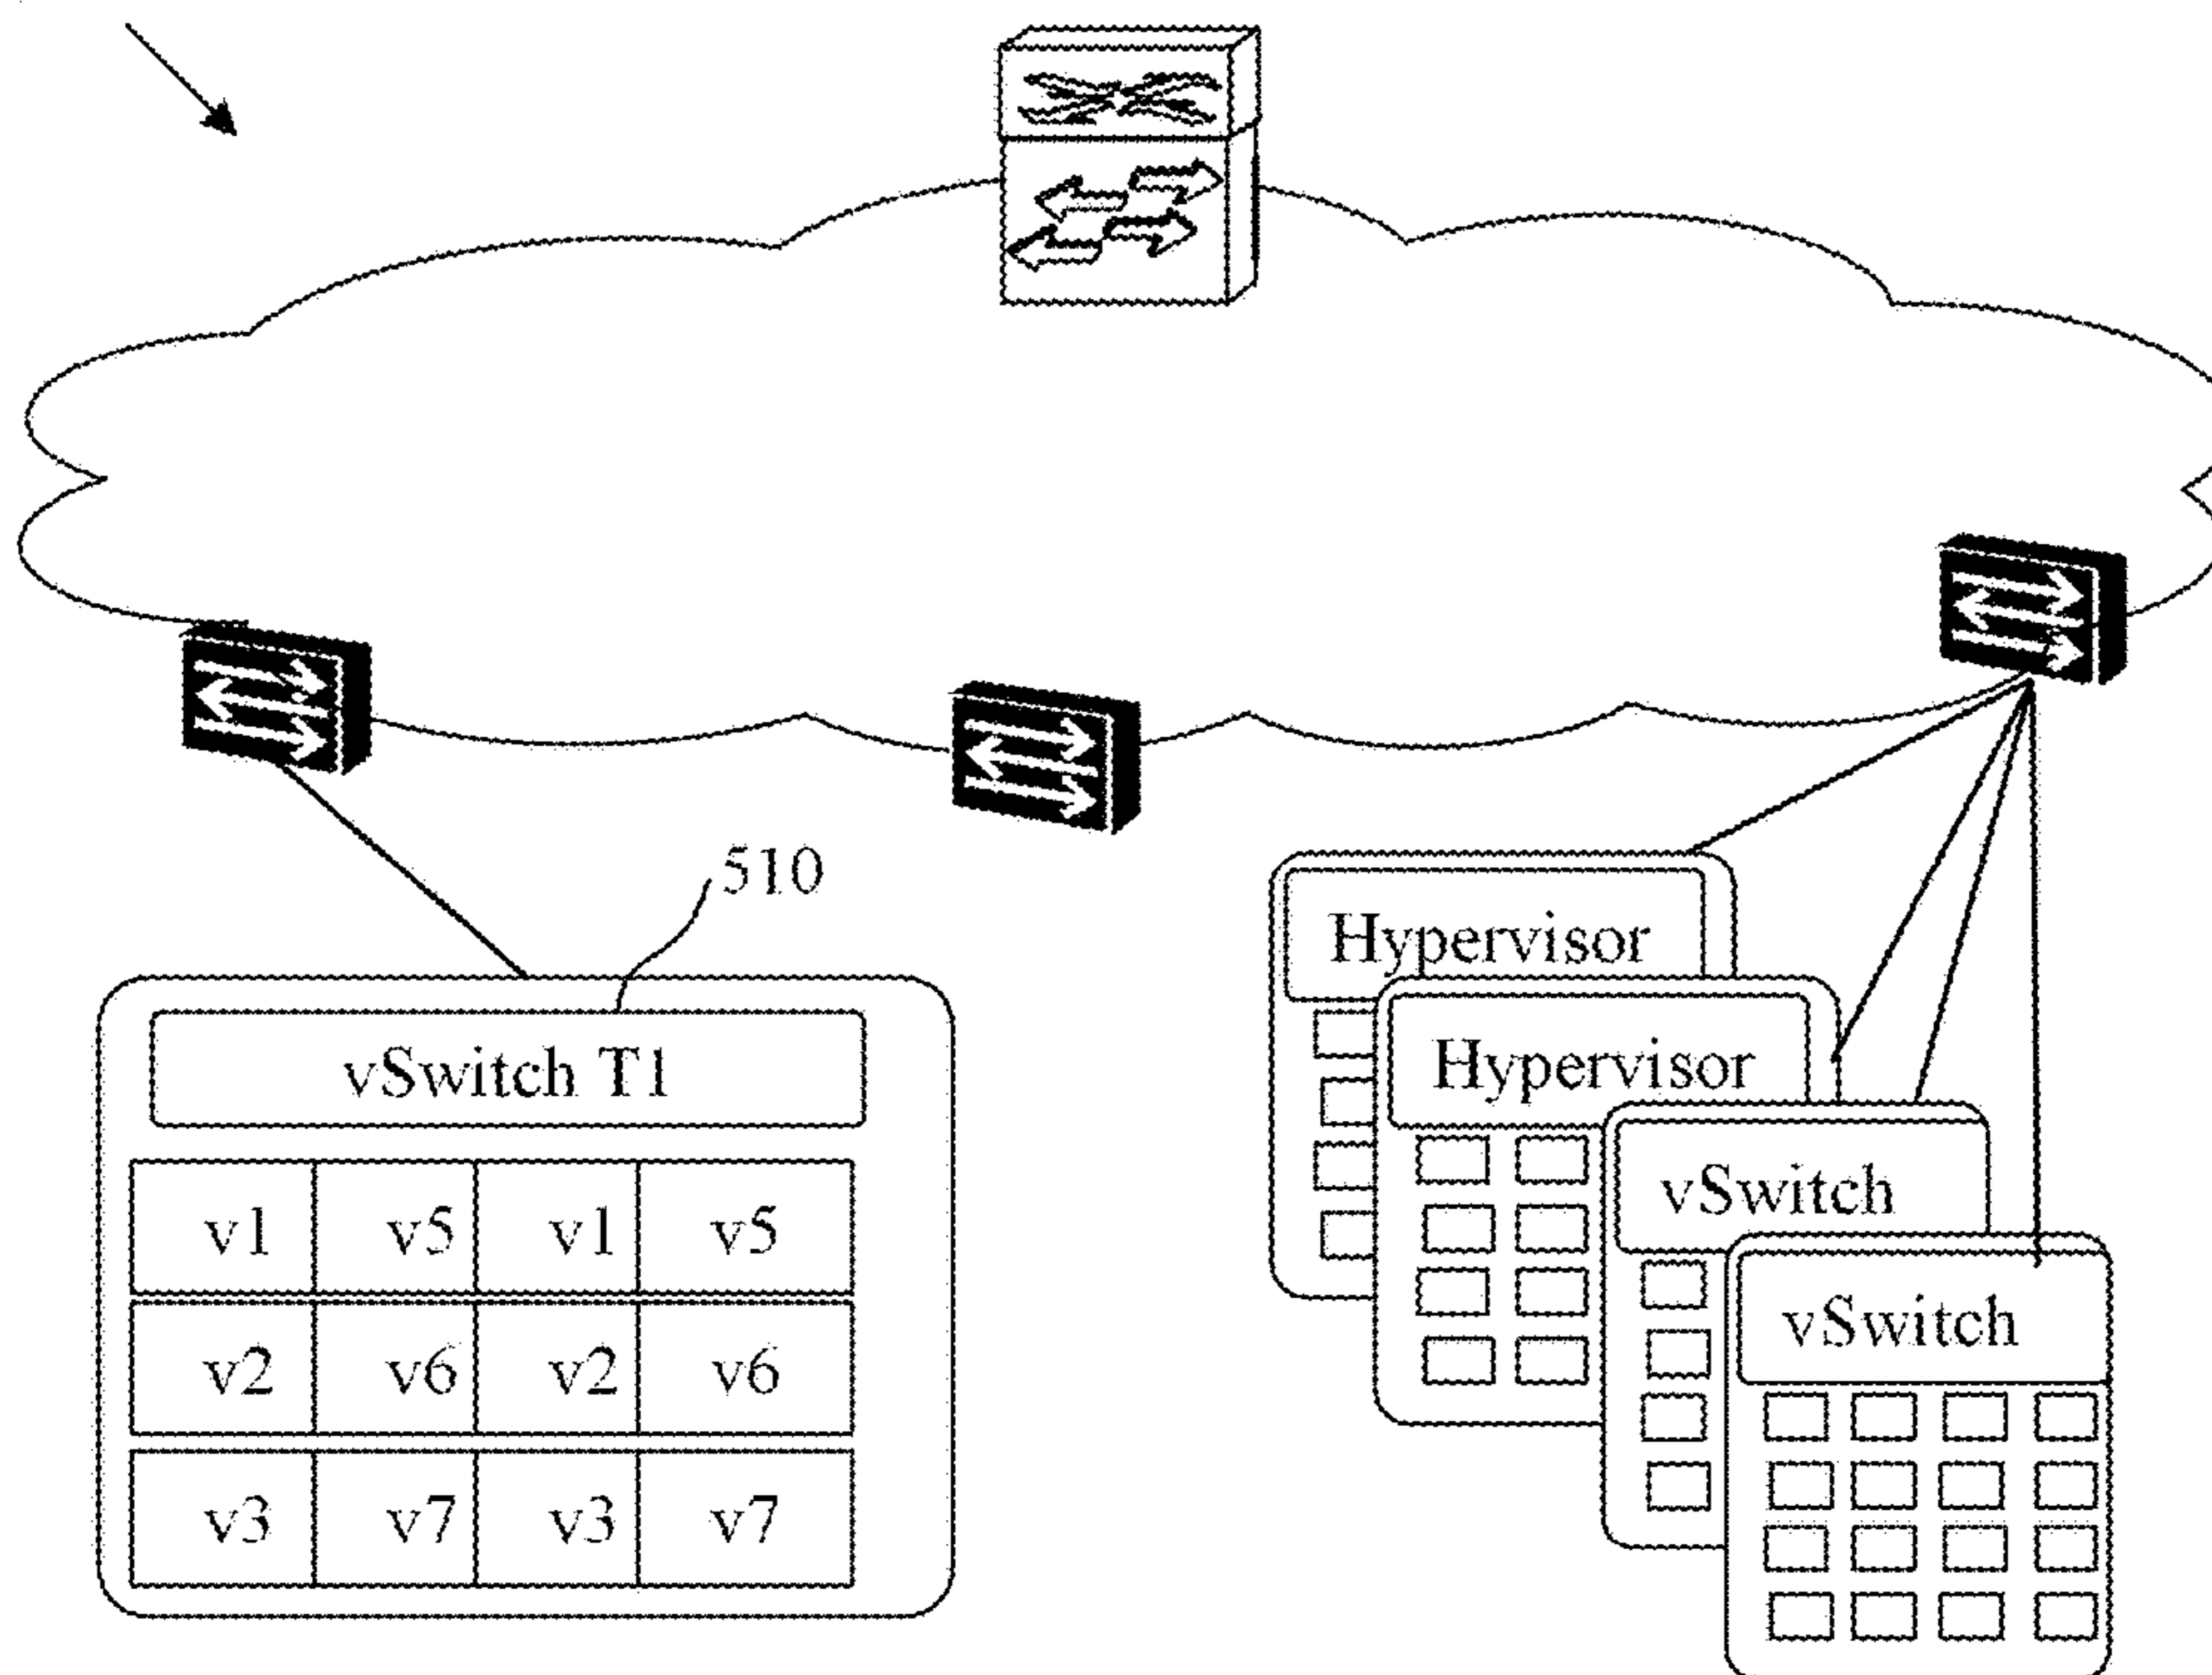 510
Hypervisor
Hypervisor
vSwitch T1
vSwitch
vSwitch
v1 v5 v1 v5
v2 v6 v2 v6
v3 v7 v3 v7